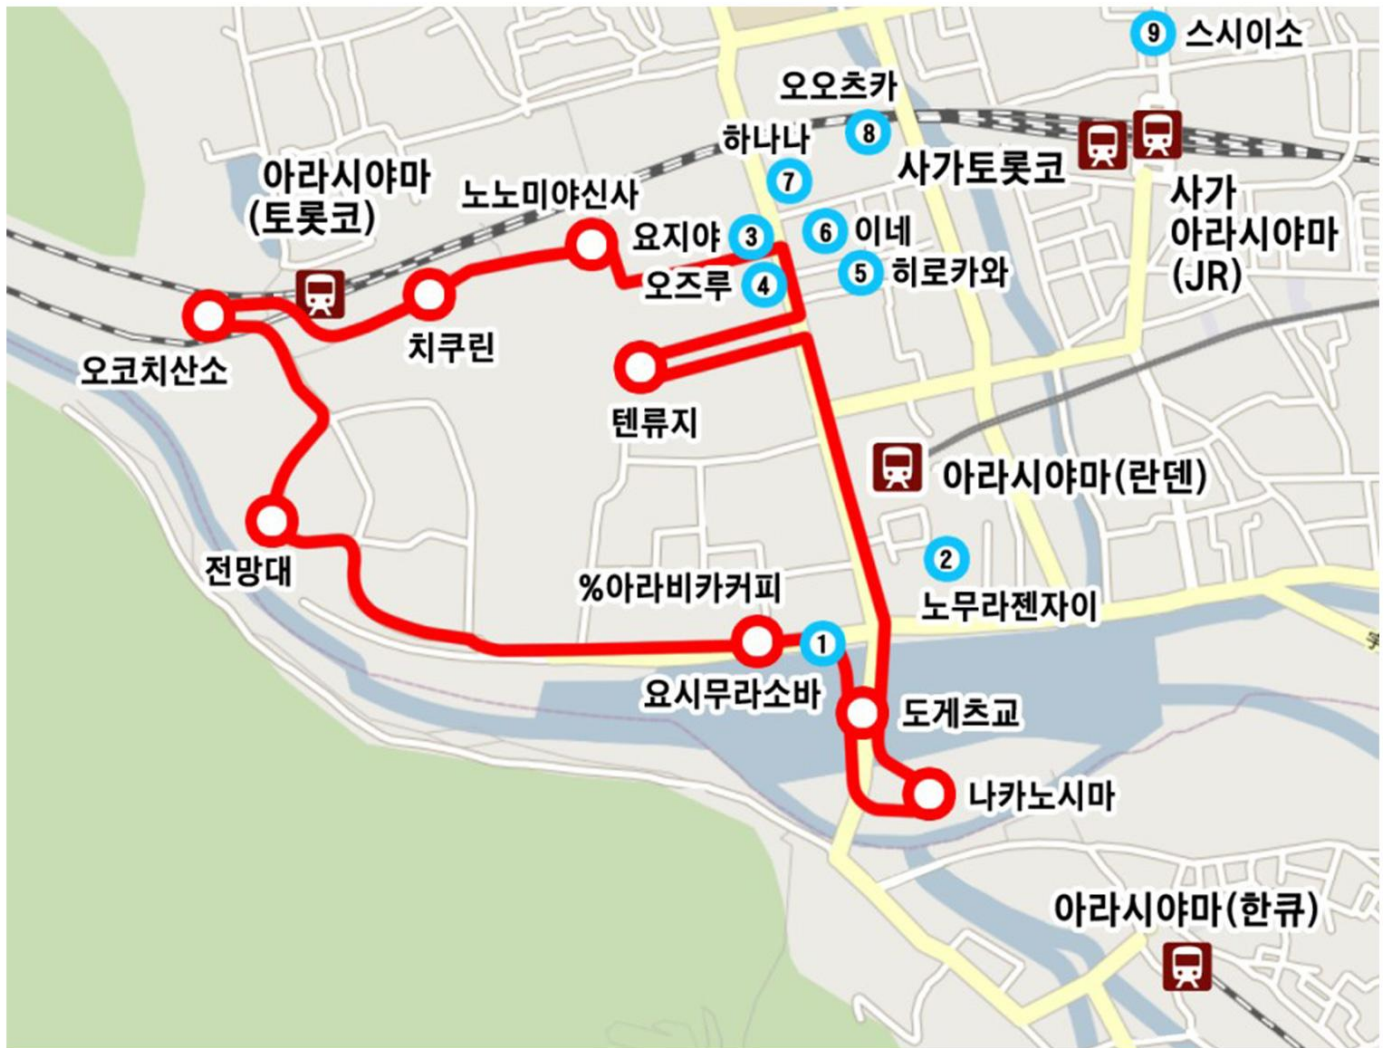 9 스시이소
오오츠카
8
하나나
7
사가토롯코
사가
아라시야마
(JR)
아라시야마
(토롯코)
노노미야신사
요지야 3
6 이네
오즈루 4
5 히로카와
치쿠린
오코치산소
텐류지
아라시야마(란덴)
2
노무라젠자이
전망대
%아라비카커피
1
요시무라소바
도게츠교
나카노시마
아라시야마(한큐)